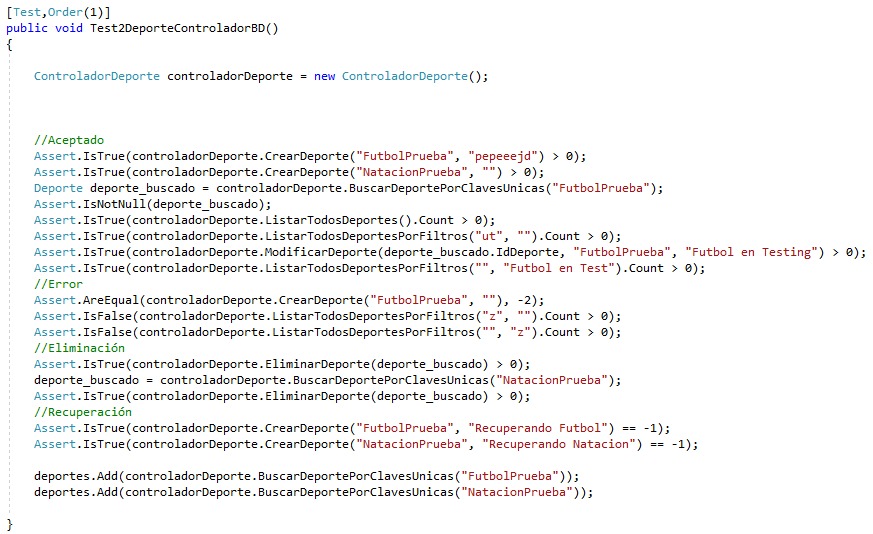 [Test,Order(1)]
public void Test2DeporteControladorBD()
{
ControladorDeporte controladorDeporte = new ControladorDeporte();
//Aceptado
Assert.IsTrue(controladorDeporte.CrearDeporte("FutbolPrueba", "pepeeejd") > 0);
Assert.IsTrue(controladorDeporte.CrearDeporte("NatacionPrueba", "") > 0);
Deporte deporte_buscado = controladorDeporte.BuscarDeportePorClavesUnicas("FutbolPrueba");
Assert.IsNotNull(deporte_buscado);
Assert.IsTrue(controladorDeporte.ListarTodosDeportes().Count > 0);
Assert.IsTrue(controladorDeporte.ListarTodosDeportesPorFiltros("ut", "").Count > 0);
Assert.IsTrue(controladorDeporte.ModificarDeporte(deporte_buscado.IdDeporte, "FutbolPrueba", "Futbol en Testing") > 0);
Assert.IsTrue(controladorDeporte.ListarTodosDeportesPorFiltros("", "Futbol en Test").Count > 0);
//Error
Assert.AreEqual(controladorDeporte.CrearDeporte("FutbolPrueba", ""), -2);
Assert.IsFalse(controladorDeporte.ListarTodosDeportesPorFiltros("z", "").Count > 0);
Assert.IsFalse(controladorDeporte.ListarTodosDeportesPorFiltros("", "z").Count > 0);
//Eliminación
Assert.IsTrue(controladorDeporte.EliminarDeporte(deporte_buscado) > 0);
deporte_buscado = controladorDeporte.BuscarDeportePorClavesUnicas("NatacionPrueba");
Assert.IsTrue(controladorDeporte.EliminarDeporte(deporte_buscado) > 0);
//Recuperación
Assert.IsTrue(controladorDeporte.CrearDeporte("FutbolPrueba", "Recuperando Futbol") == -1);
Assert.IsTrue(controladorDeporte.CrearDeporte("NatacionPrueba", "Recuperando Natacion") == -1);
deportes.Add(controladorDeporte.BuscarDeportePorClavesUnicas("FutbolPrueba"));
deportes.Add(controladorDeporte.BuscarDeportePorClavesUnicas("NatacionPrueba"));
}